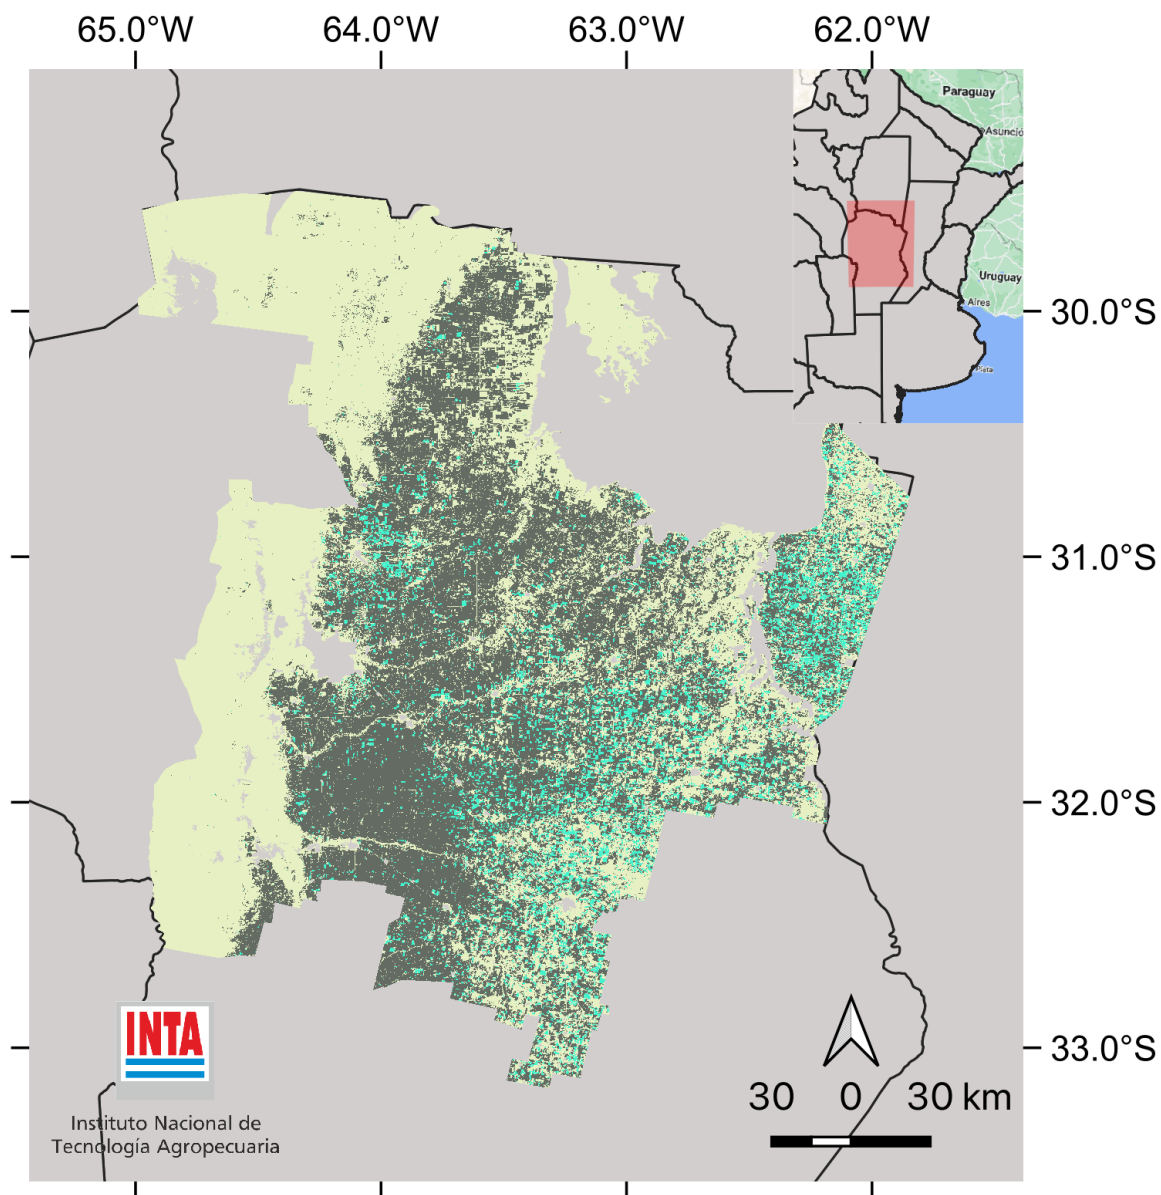 65.0°W 64.0°W 63.0°W 62.0°W
Paraguay
Asunció
Uruguay
Aires
Plata
30.0°S
31.0°S
32.0°S
33.0°S
INTA
Instituto Nacional de
Tecnología Agropecuaria
30 0 30 km